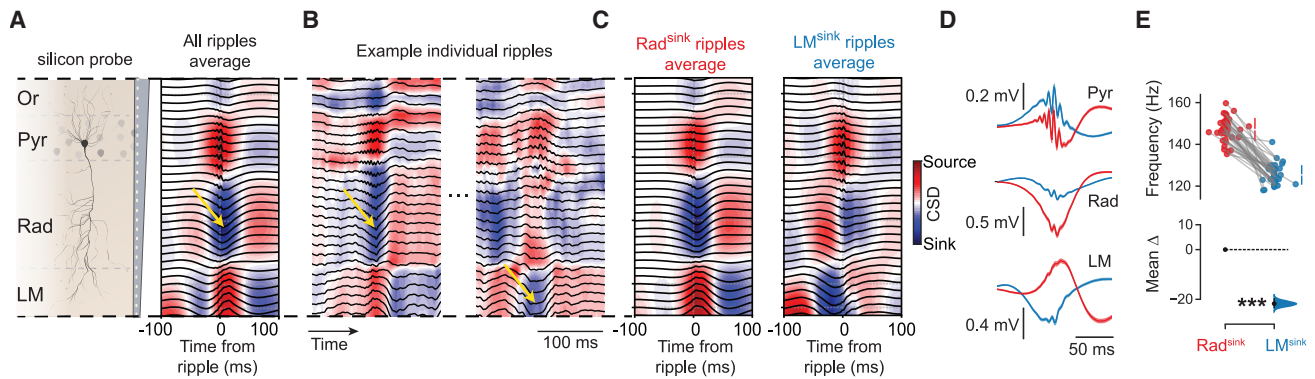 A
B
C
D
E
silicon probe
All ripples
average
Example individual ripples
Radsink ripples
average
LMsink ripples
average
Or
Pyr
Rad
LM
-100 0 100
Time from
ripple (ms)
Time
100 ms
-100 0 100
Time from
ripple (ms)
-100 0 100
Time from
ripple (ms)
Source
CSD
Sink
0.2 mV
Pyr
0.5 mV
Rad
LM
0.4 mV
50 ms
Frequency (Hz)
160
140
120
Mean Δ
0
−20
***
Radsink
LMsink